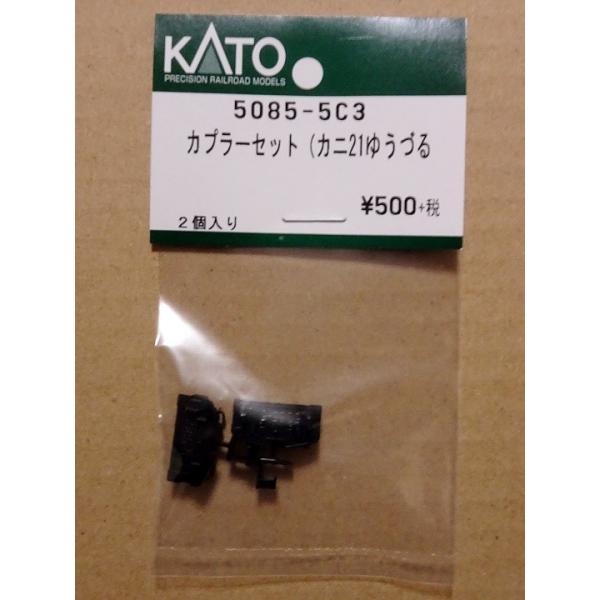 KATO
PRECISION RAILROAD MODELS
5085-5C3
カプラーセット（カニ21ゆうづる
¥500+税
2個入り